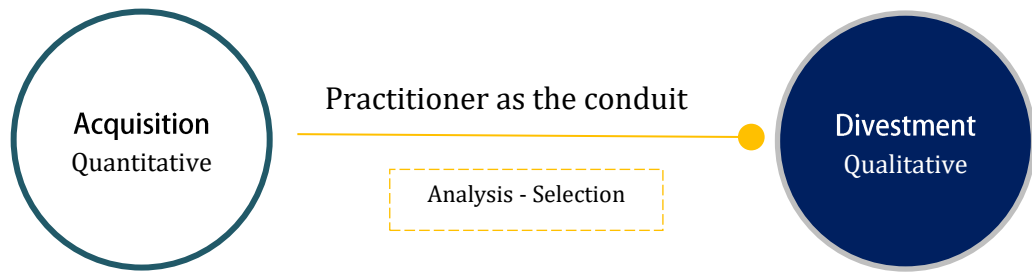 Acquisition
Quantitative
Practitioner as the conduit
Analysis - Selection
Divestment
Qualitative